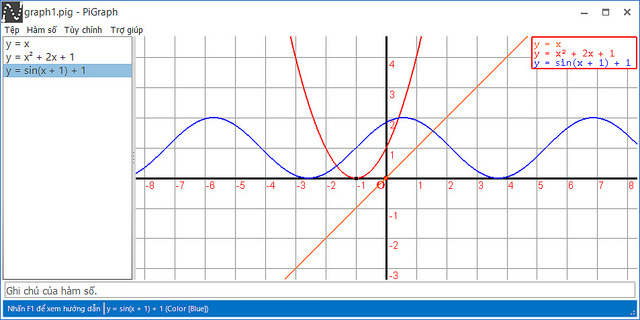 graph1.pig - PiGraph
Tệp Hàm số Tùy chỉnh Trợ giúp
y = x
y = x² + 2x + 1
y = sin(x + 1) + 1
y = x
y = x² + 2x + 1
y = sin(x + 1) + 1
4
3
2
1
-8 -7 -6 -5 -4 -3 -2 -1 O 1 2 3 4 5 6 7 8
-1
-2
-3
Ghi chú của hàm số.
Nhấn F1 để xem hướng dẫn y = sin(x + 1) + 1 (Color [Blue])